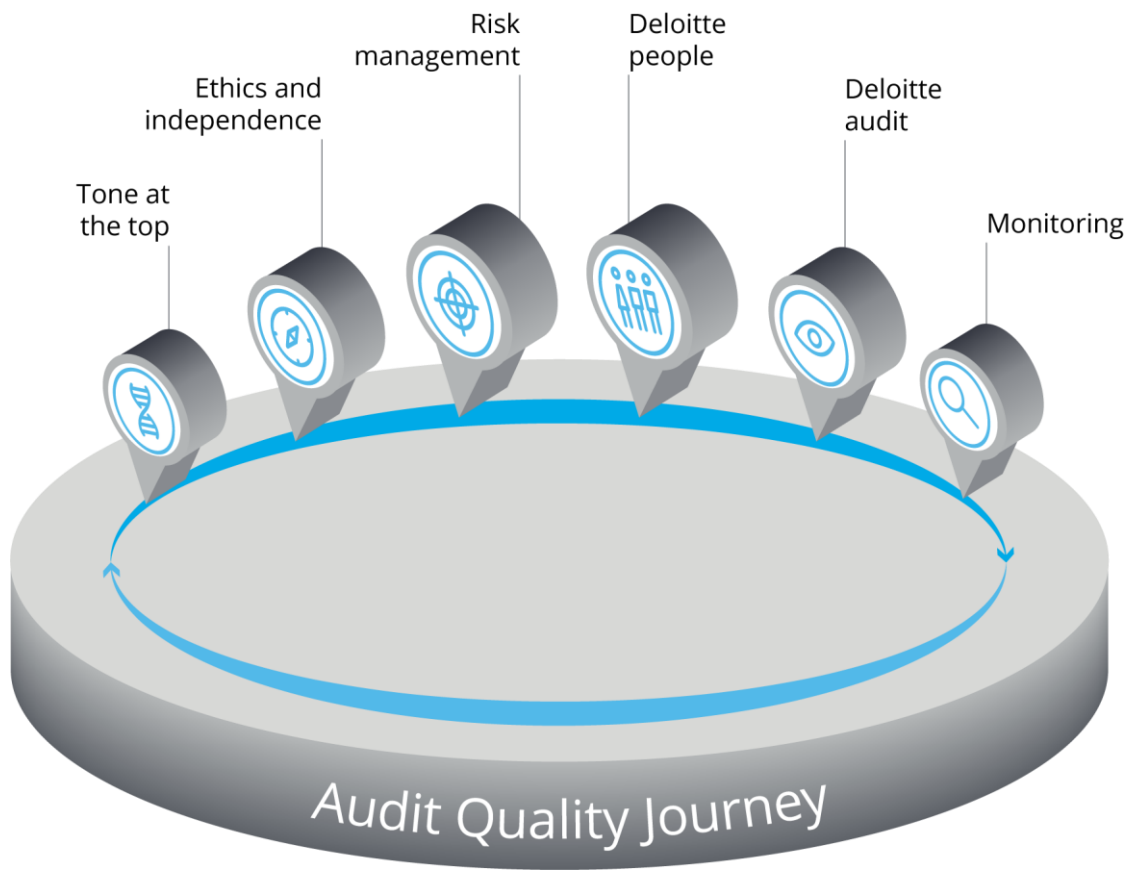 Tone at
the top
Ethics and
independence
Risk
management
Deloitte
people
Deloitte
audit
Monitoring
Audit Quality Journey